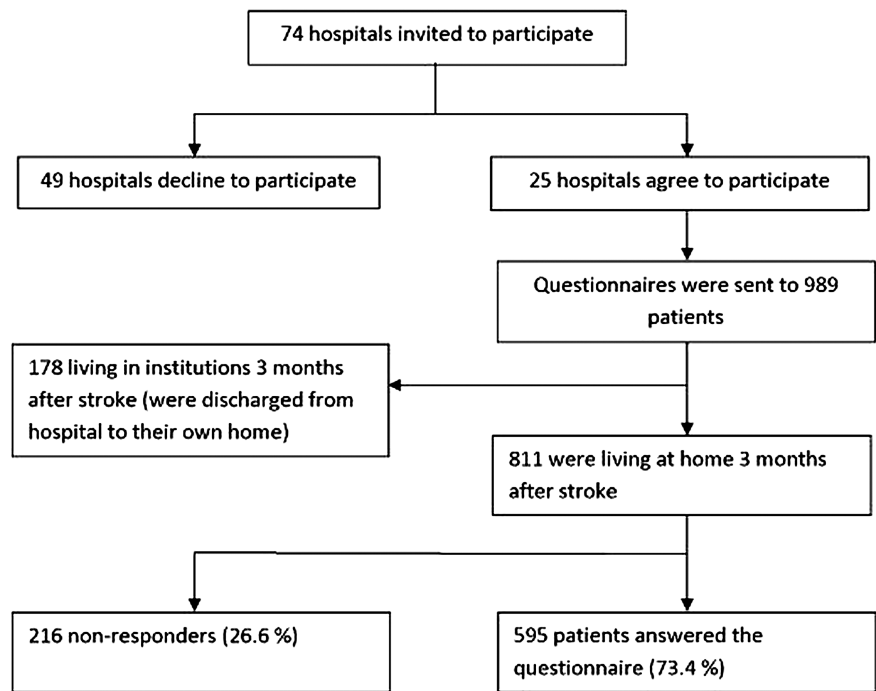 74 hospitals invited to participate
49 hospitals decline to participate
25 hospitals agree to participate
Questionnaires were sent to 989
patients
178 living in institutions 3 months
after stroke (were discharged from
hospital to their own home)
811 were living at home 3 months
after stroke
216 non-responders (26.6 %)
595 patients answered the
questionnaire (73.4 %)